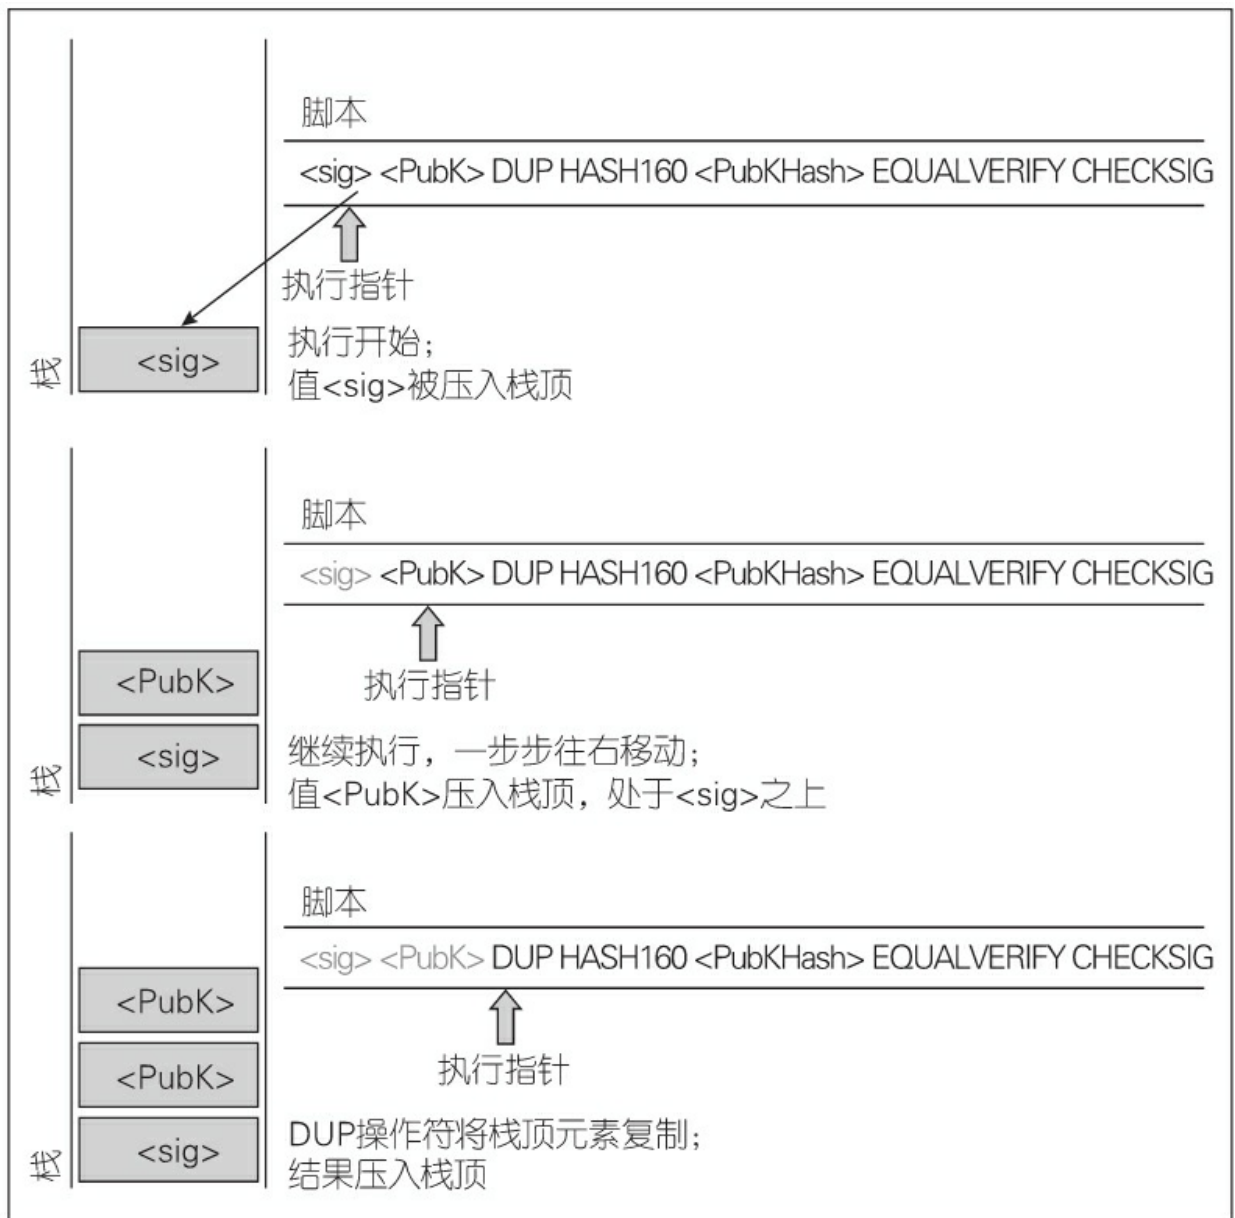 脚本
<sig> <PubK> DUP HASH160 <PubKHash> EQUALVERIFY CHECKSIG
执行指针
栈
<sig>
执行开始；
值<sig>被压入栈顶
脚本
<sig> <PubK> DUP HASH160 <PubKHash> EQUALVERIFY CHECKSIG
执行指针
<PubK>
<sig>
栈
继续执行，一步步往右移动；
值<PubK>压入栈顶，处于<sig>之上
脚本
<sig> <PubK> DUP HASH160 <PubKHash> EQUALVERIFY CHECKSIG
执行指针
<PubK>
<PubK>
<sig>
栈
DUP操作符将栈顶元素复制；
结果压入栈顶